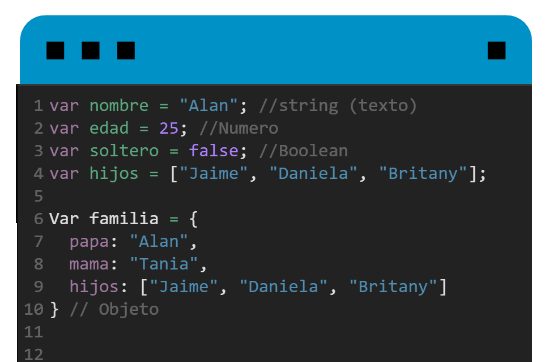 1 var nombre = "Alan"; //string (texto)
2 var edad = 25; //Numero
3 var soltero = false; //Boolean
4 var hijos = ["Jaime", "Daniela", "Britany"];
5
6 Var familia = {
7   papa: "Alan",
8   mama: "Tania",
9   hijos: ["Jaime", "Daniela", "Britany"]
10 } // Objeto
11
12